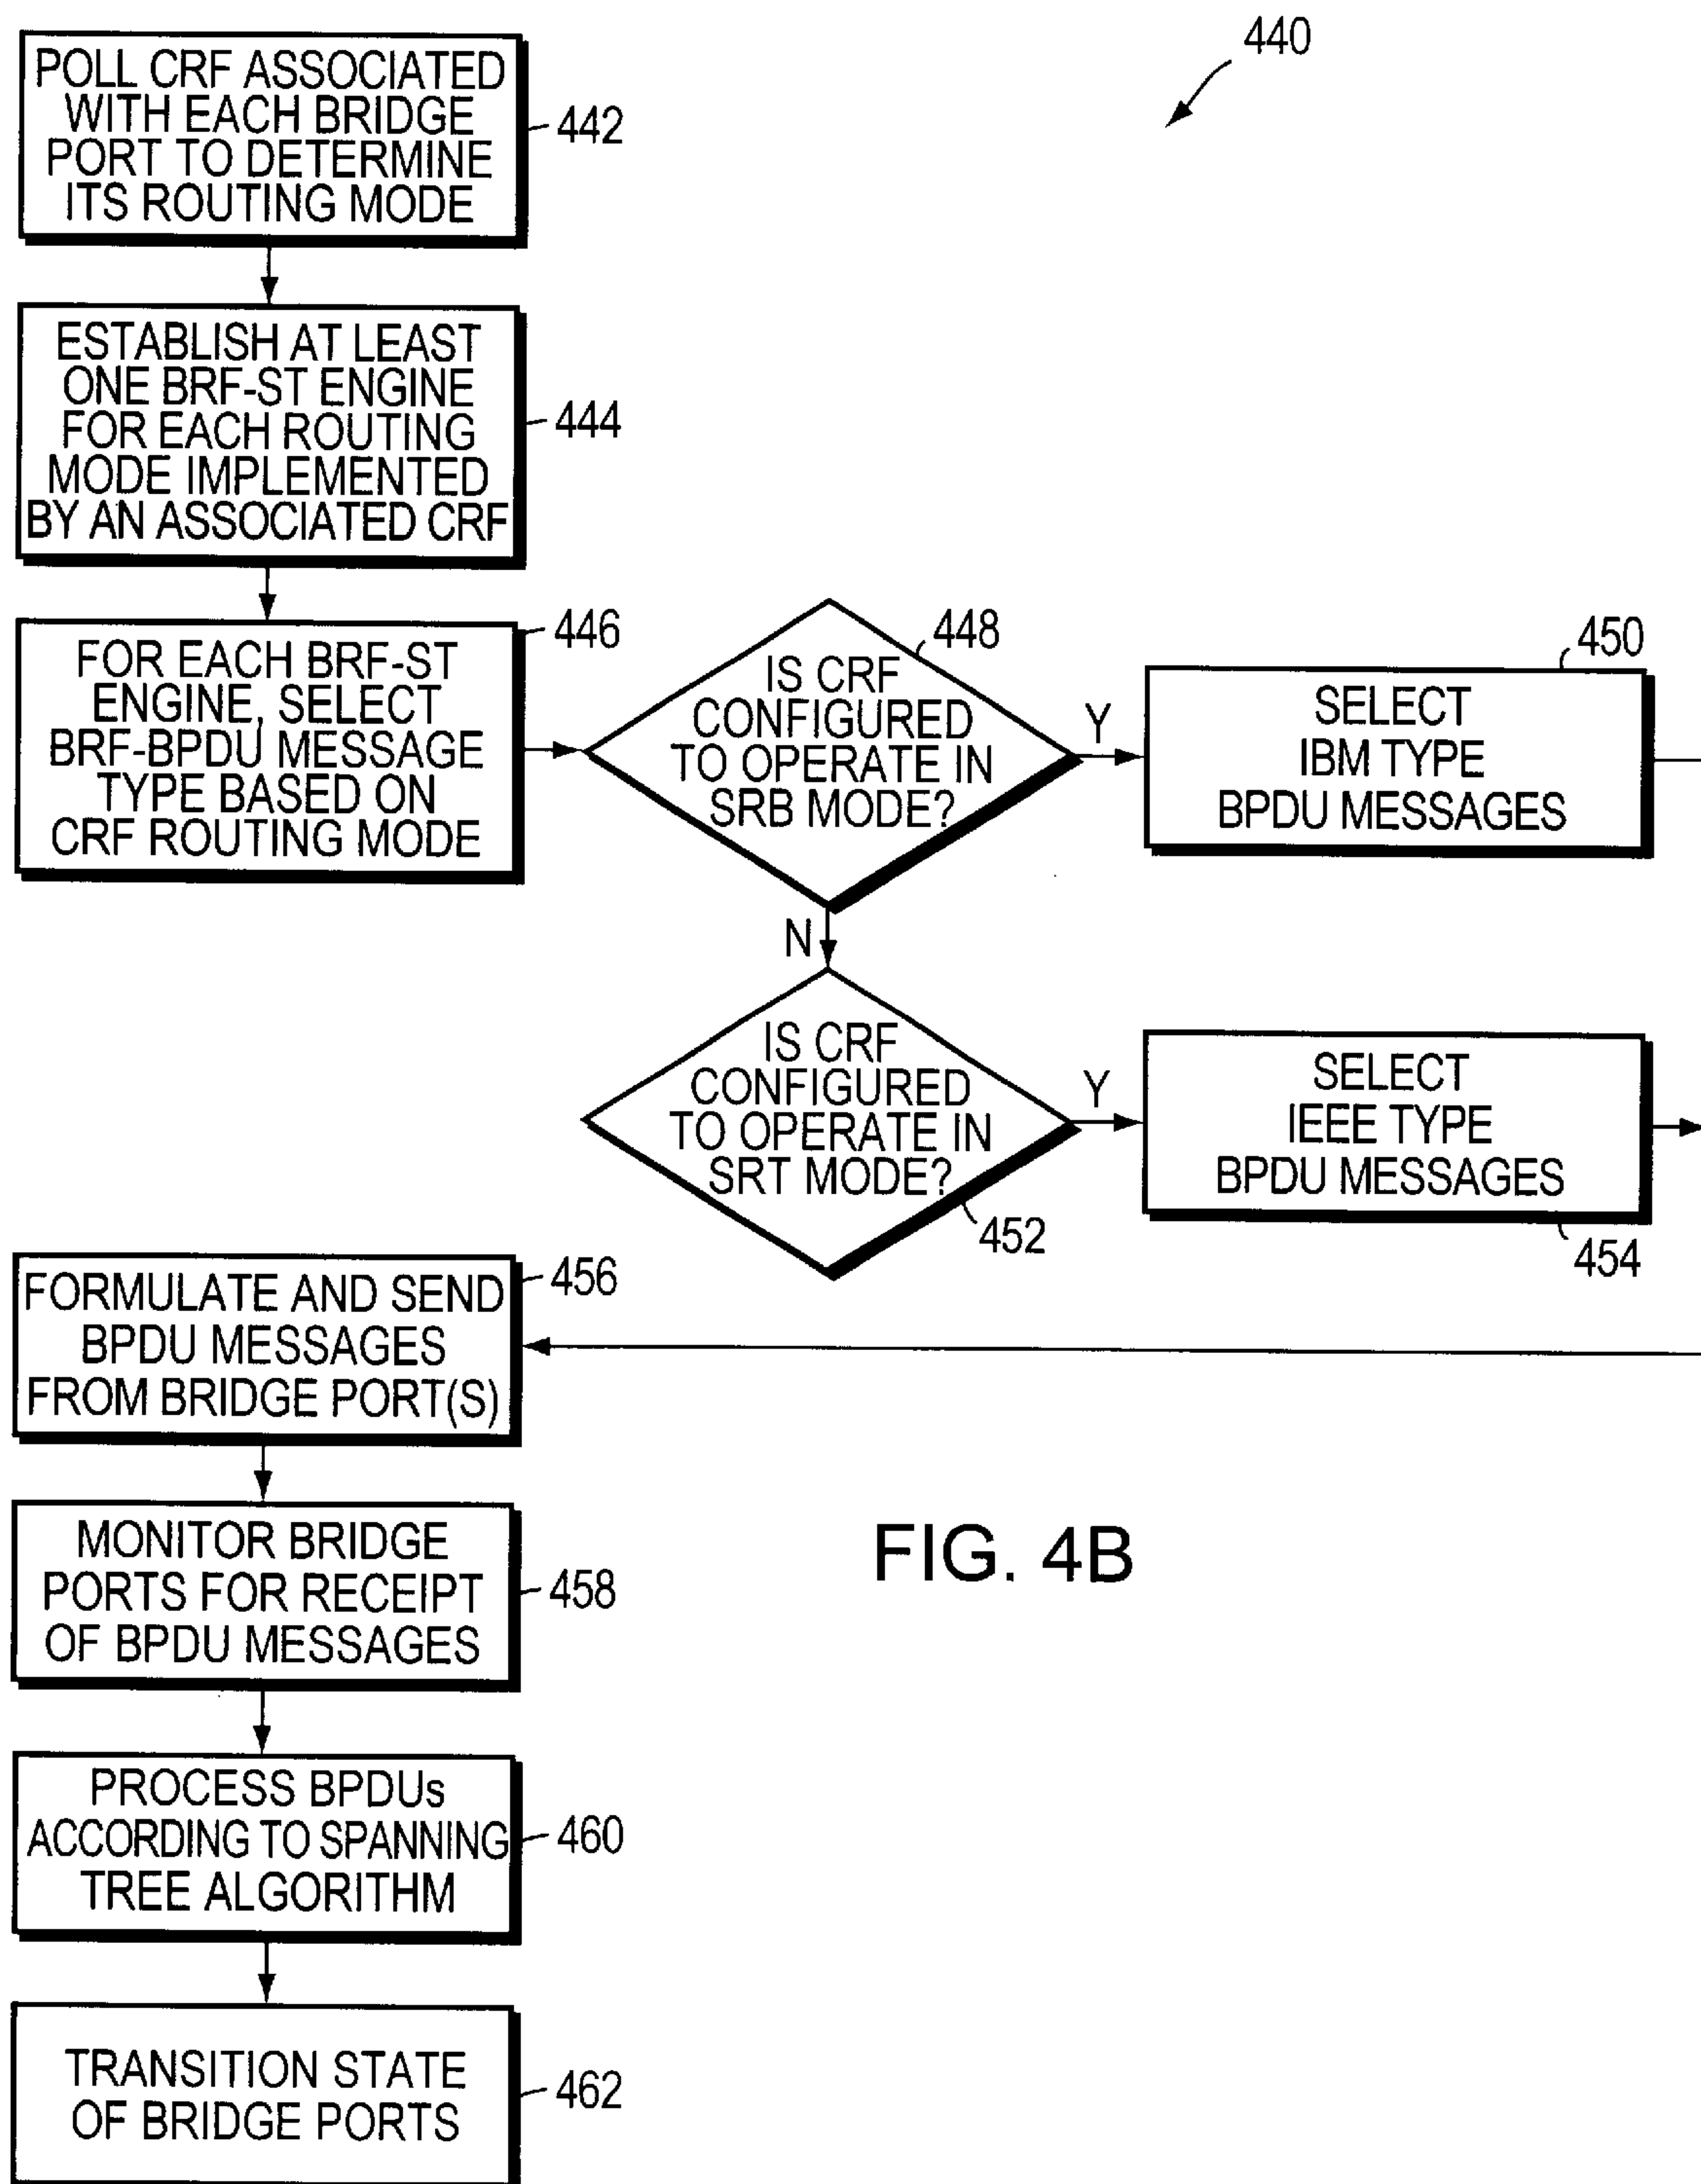 440
POLL CRF ASSOCIATED
WITH EACH BRIDGE
PORT TO DETERMINE
ITS ROUTING MODE
442
ESTABLISH AT LEAST
ONE BRF-ST ENGINE
FOR EACH ROUTING
MODE IMPLEMENTED
BY AN ASSOCIATED CRF
444
FOR EACH BRF-ST
ENGINE, SELECT
BRF-BPDU MESSAGE
TYPE BASED ON
CRF ROUTING MODE
446
IS CRF
CONFIGURED
TO OPERATE IN
SRB MODE?
448
Y
SELECT
IBM TYPE
BPDU MESSAGES
450
N
IS CRF
CONFIGURED
TO OPERATE IN
SRT MODE?
452
Y
SELECT
IEEE TYPE
BPDU MESSAGES
454
FORMULATE AND SEND
BPDU MESSAGES
FROM BRIDGE PORT(S)
456
MONITOR BRIDGE
PORTS FOR RECEIPT
OF BPDU MESSAGES
458
PROCESS BPDUs
ACCORDING TO SPANNING
TREE ALGORITHM
460
TRANSITION STATE
OF BRIDGE PORTS
462
FIG. 4B